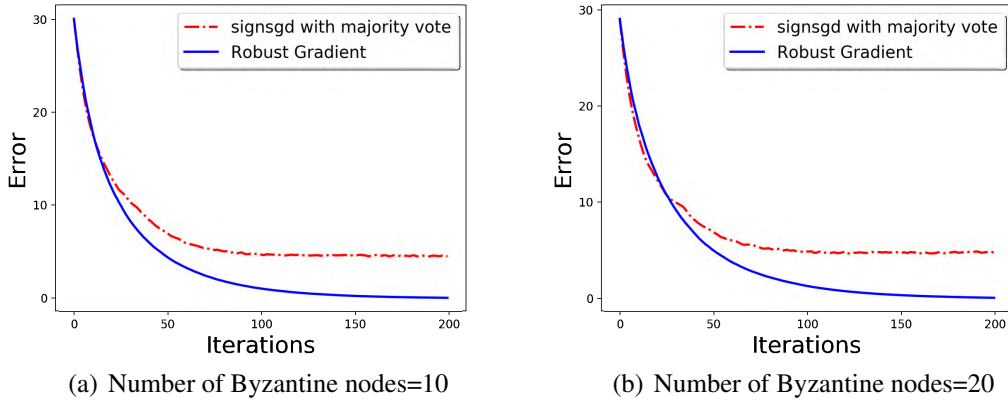 signsgd with majority vote
Robust Gradient
Error
30
20
10
0
0 50 100 150 200
Iterations
(a) Number of Byzantine nodes=10
signsgd with majority vote
Robust Gradient
Error
30
20
10
0
0 50 100 150 200
Iterations
(b) Number of Byzantine nodes=20